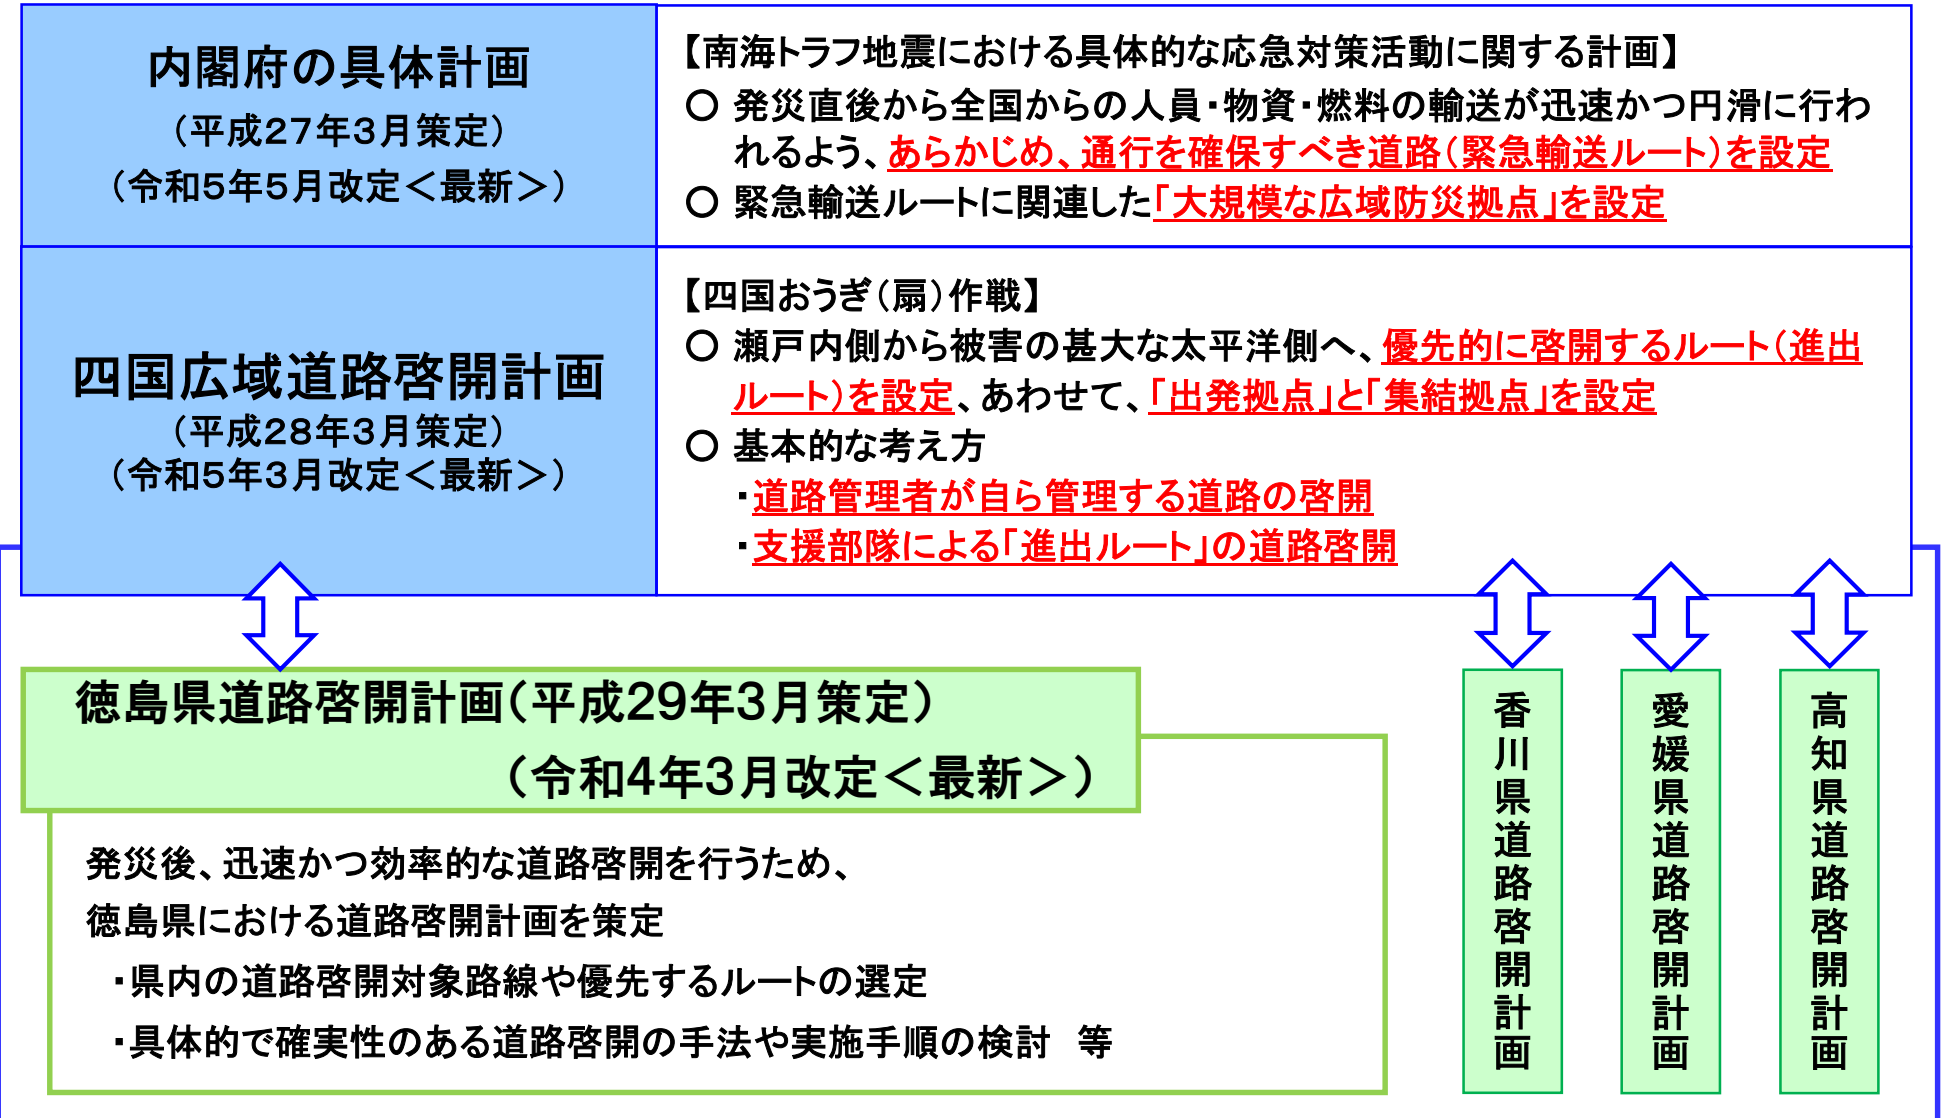 内閣府の具体計画
（平成27年3月策定）
（令和5年5月改定＜最新＞）
【南海トラフ地震における具体的な応急対策活動に関する計画】
○ 発災直後から全国からの人員・物資・燃料の輸送が迅速かつ円滑に行わ
れるよう、あらかじめ、通行を確保すべき道路（緊急輸送ルート）を設定
○ 緊急輸送ルートに関連した「大規模な広域防災拠点」を設定
四国広域道路啓開計画
（平成28年3月策定）
（令和5年3月改定＜最新＞）
【四国おうぎ（扇）作戦】
○ 瀬戸内側から被害の甚大な太平洋側へ、優先的に啓開するルート（進出
ルート）を設定、あわせて、「出発拠点」と「集結拠点」を設定
○ 基本的な考え方
・道路管理者が自ら管理する道路の啓開
・支援部隊による「進出ルート」の道路啓開
徳島県道路啓開計画（平成29年3月策定）
（令和4年3月改定＜最新＞）
発災後、迅速かつ効率的な道路啓開を行うため、
徳島県における道路啓開計画を策定
・県内の道路啓開対象路線や優先するルートの選定
・具体的で確実性のある道路啓開の手法や実施手順の検討　等
香川県道路啓開計画
愛媛県道路啓開計画
高知県道路啓開計画